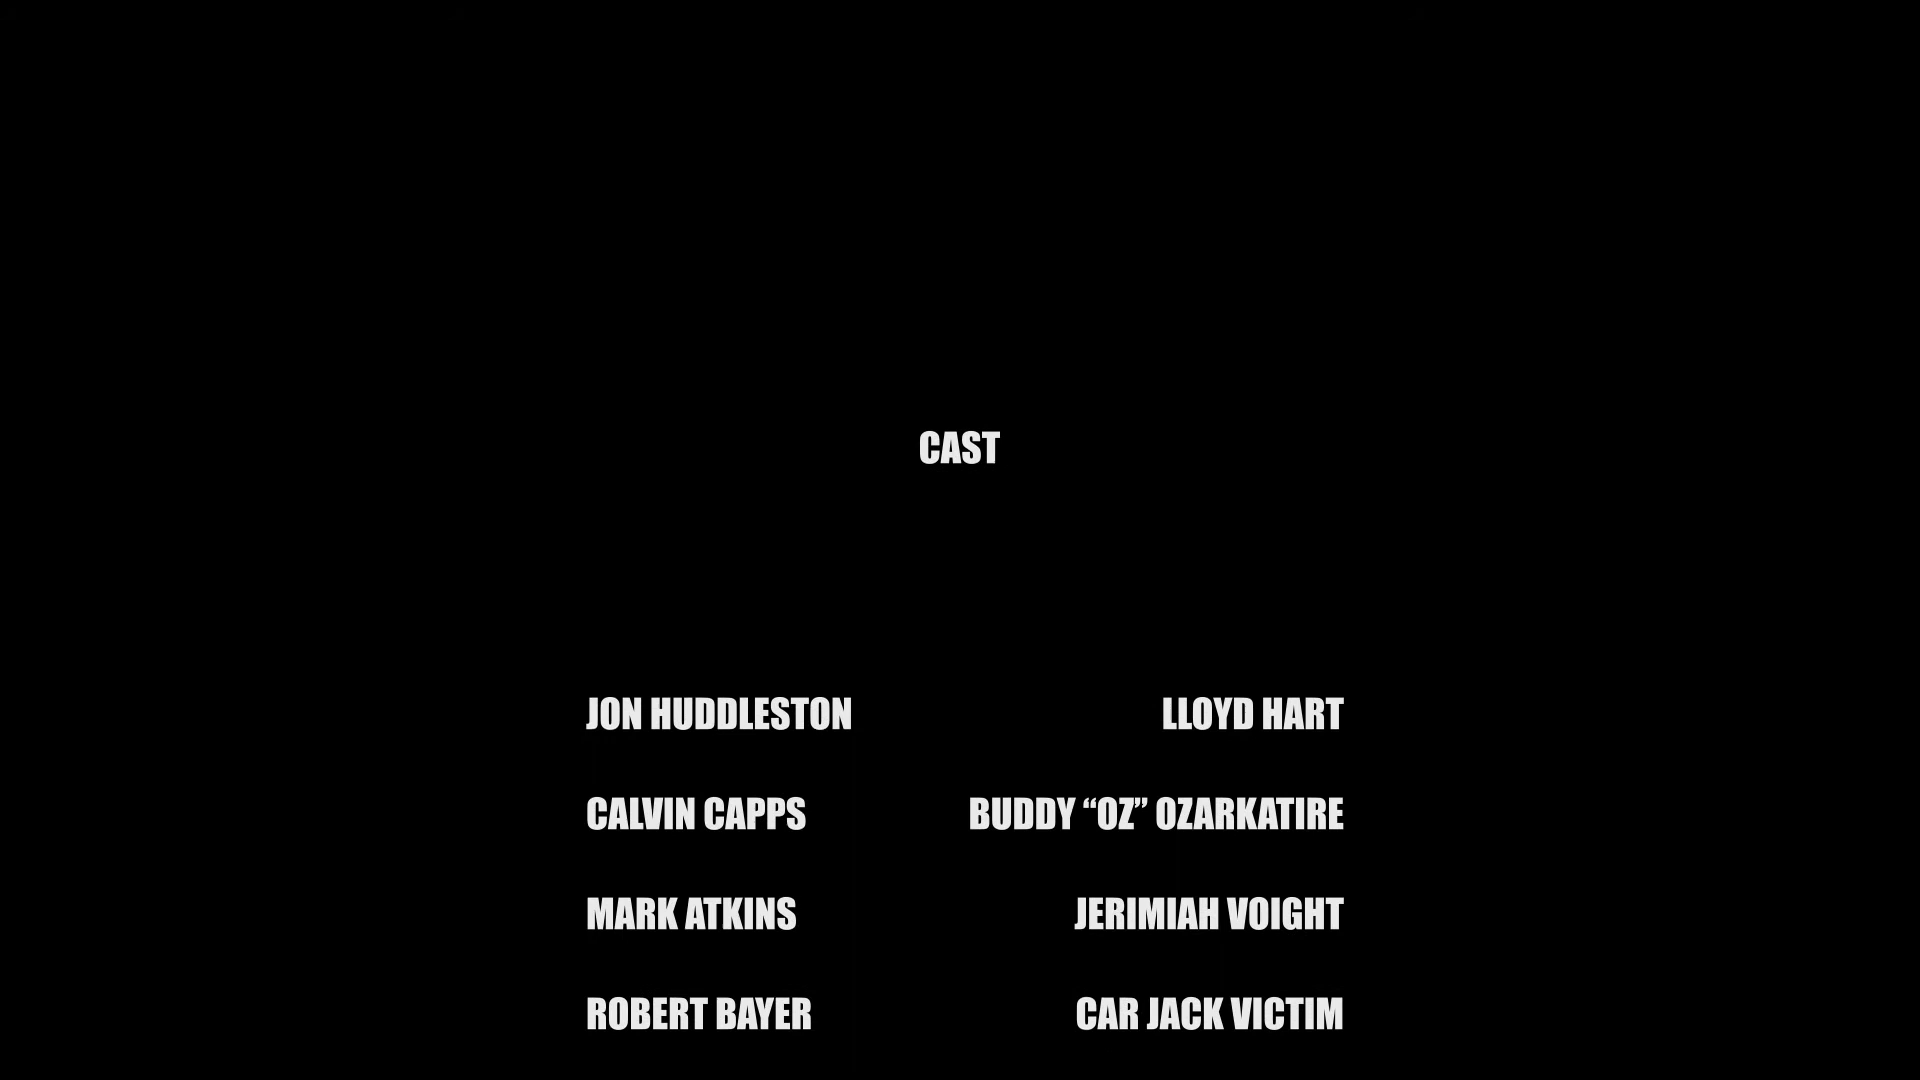 CAST
JON HUDDLESTON LLOYD HART
CALVIN CAPPS BUDDY “OZ” OZARKATIRE
MARK ATKINS JERIMIAH VOIGHT
ROBERT BAYER CAR JACK VICTIM